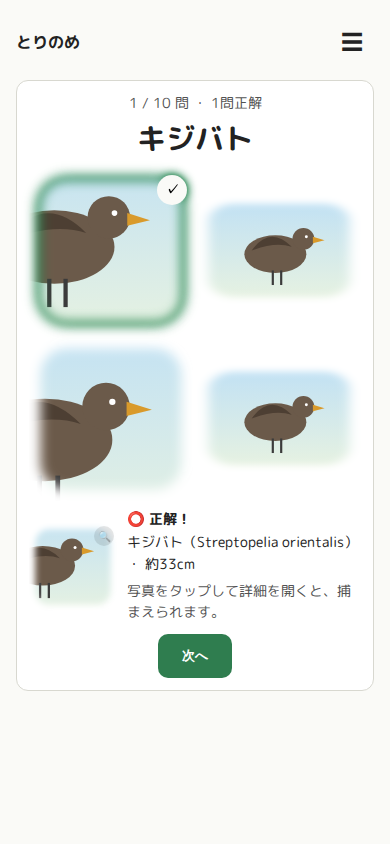 とりのめ
1 / 10 問 ・ 1問正解
キジバト
✓
⭕ 正解！
キジバト（Streptopelia orientalis）
・ 約33cm
写真をタップして詳細を開くと、捕
まえられます。
次へ